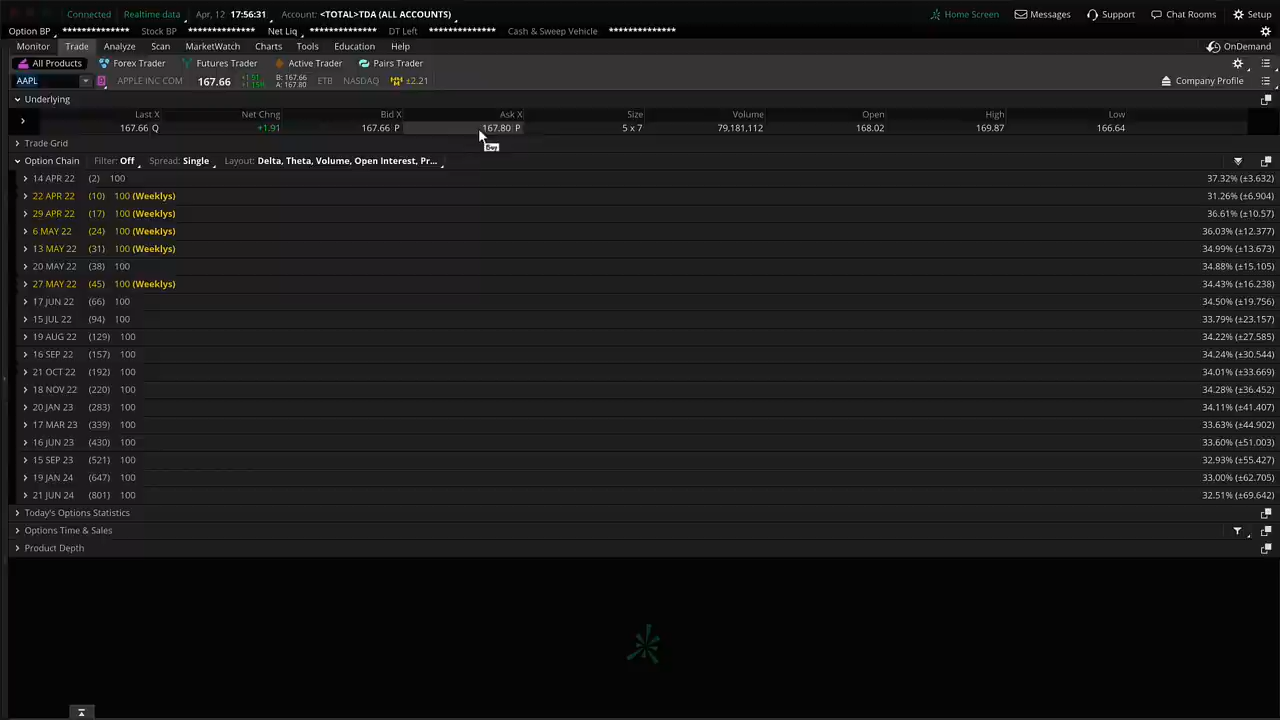 Connected Realtime data Apr, 12 17:56:31 Account: <TOTAL>TDA (ALL ACCOUNTS) Home Screen Messages Support Chat Rooms Setup
Option BP ************** Stock BP ************** Net Liq ************** DT Left ************** Cash & Sweep Vehicle **************
Monitor Trade Analyze Scan MarketWatch Charts Tools Education Help OnDemand
All Products Forex Trader Futures Trader Active Trader Pairs Trader
AAPL APPLE INC COM 167.66 +1.91 +1.15% B: 167.66 A: 167.80 ETB NASDAQ ±2.21 Company Profile
Underlying
Last X Net Chng Bid X Ask X Size Volume Open High Low
167.66 Q +1.91 167.66 P 167.80 P 5 x 7 79,181,112 168.02 169.87 166.64
Buy
Trade Grid
Option Chain Filter: Off Spread: Single Layout: Delta, Theta, Volume, Open Interest, Pr...
14 APR 22 (2) 100 37.32% (±3.632)
22 APR 22 (10) 100 (Weeklys) 31.26% (±6.904)
29 APR 22 (17) 100 (Weeklys) 36.61% (±10.57)
6 MAY 22 (24) 100 (Weeklys) 36.03% (±12.377)
13 MAY 22 (31) 100 (Weeklys) 34.99% (±13.673)
20 MAY 22 (38) 100 34.88% (±15.105)
27 MAY 22 (45) 100 (Weeklys) 34.43% (±16.238)
17 JUN 22 (66) 100 34.50% (±19.756)
15 JUL 22 (94) 100 33.79% (±23.157)
19 AUG 22 (129) 100 34.22% (±27.585)
16 SEP 22 (157) 100 34.24% (±30.544)
21 OCT 22 (192) 100 34.01% (±33.669)
18 NOV 22 (220) 100 34.28% (±36.452)
20 JAN 23 (283) 100 34.11% (±41.407)
17 MAR 23 (339) 100 33.63% (±44.902)
16 JUN 23 (430) 100 33.60% (±51.003)
15 SEP 23 (521) 100 32.93% (±55.427)
19 JAN 24 (647) 100 33.00% (±62.705)
21 JUN 24 (801) 100 32.51% (±69.642)
Today's Options Statistics
Options Time & Sales
Product Depth